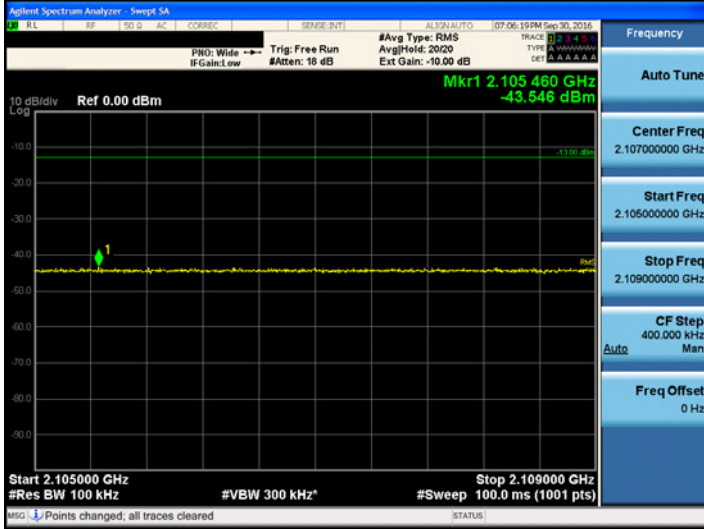 Agilent Spectrum Analyzer - Swept SA
RL RF 50 Ω AC CORREC SENSE:INT ALIGN AUTO 07:06:19 PM Sep 30, 2016
PNO: Wide Trig: Free Run #Avg Type: RMS TRACE 1 2 3 4 5 6
IFGain:Low #Atten: 18 dB Avg|Hold: 20/20 TYPE A
Ext Gain: -10.00 dB DET A A A A A A
Mkr1 2.105 460 GHz
-43.546 dBm
10 dB/div Ref 0.00 dBm
Log
-10.0
-13.00 dBm
-20.0
-30.0
-40.0
1
RMS
-50.0
-60.0
-70.0
-80.0
-90.0
Start 2.105000 GHz Stop 2.109000 GHz
#Res BW 100 kHz #VBW 300 kHz* #Sweep 100.0 ms (1001 pts)
MSG Points changed; all traces cleared STATUS
Frequency
Auto Tune
Center Freq
2.107000000 GHz
Start Freq
2.105000000 GHz
Stop Freq
2.109000000 GHz
CF Step
400.000 kHz
Auto Man
Freq Offset
0 Hz